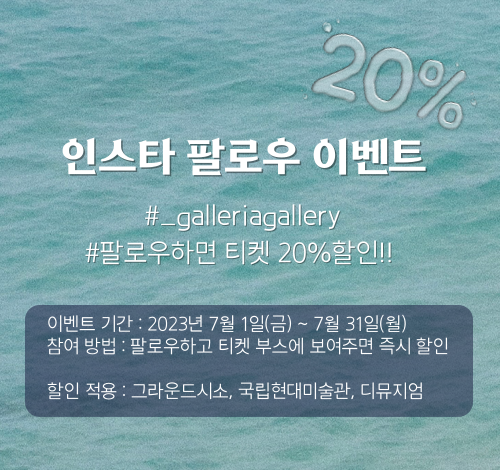 20%
인스타 팔로우 이벤트
#_galleriagallery
#팔로우하면 티켓 20%할인!!
이벤트 기간 : 2023년 7월 1일(금) ~ 7월 31일(월)
참여 방법 : 팔로우하고 티켓 부스에 보여주면 즉시 할인
할인 적용 : 그라운드시소, 국립현대미술관, 디뮤지엄